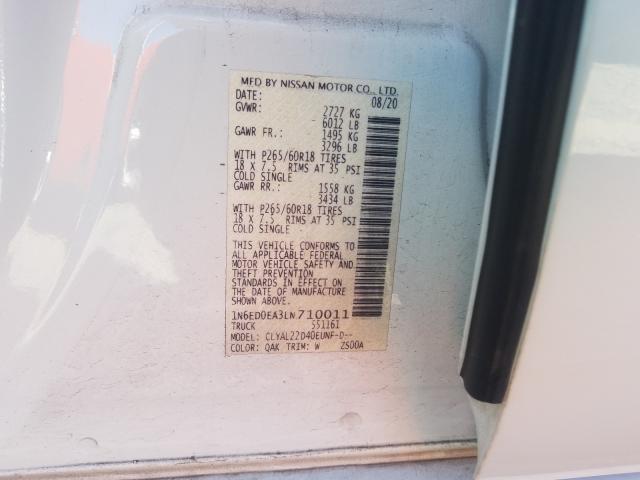 MFD BY NISSAN MOTOR CO., LTD.
DATE: 08/20
GVWR: 2727 KG
6012 LB
GAWR FR.: 1495 KG
3296 LB
WITH P265/60R18 TIRES
18 X 7.5 RIMS AT 35 PSI
COLD SINGLE
GAWR RR.: 1558 KG
3434 LB
WITH P265/60R18 TIRES
18 X 7.5 RIMS AT 35 PSI
COLD SINGLE
THIS VEHICLE CONFORMS TO
ALL APPLICABLE FEDERAL
MOTOR VEHICLE SAFETY AND
THEFT PREVENTION
STANDARDS IN EFFECT ON THE
DATE OF MANUFACTURE
SHOWN ABOVE.
1N6ED0EA3LN710011
TRUCK 551161
MODEL: CLYAL22D40EUNF-D--
COLOR: QAK TRIM: W ZS00A